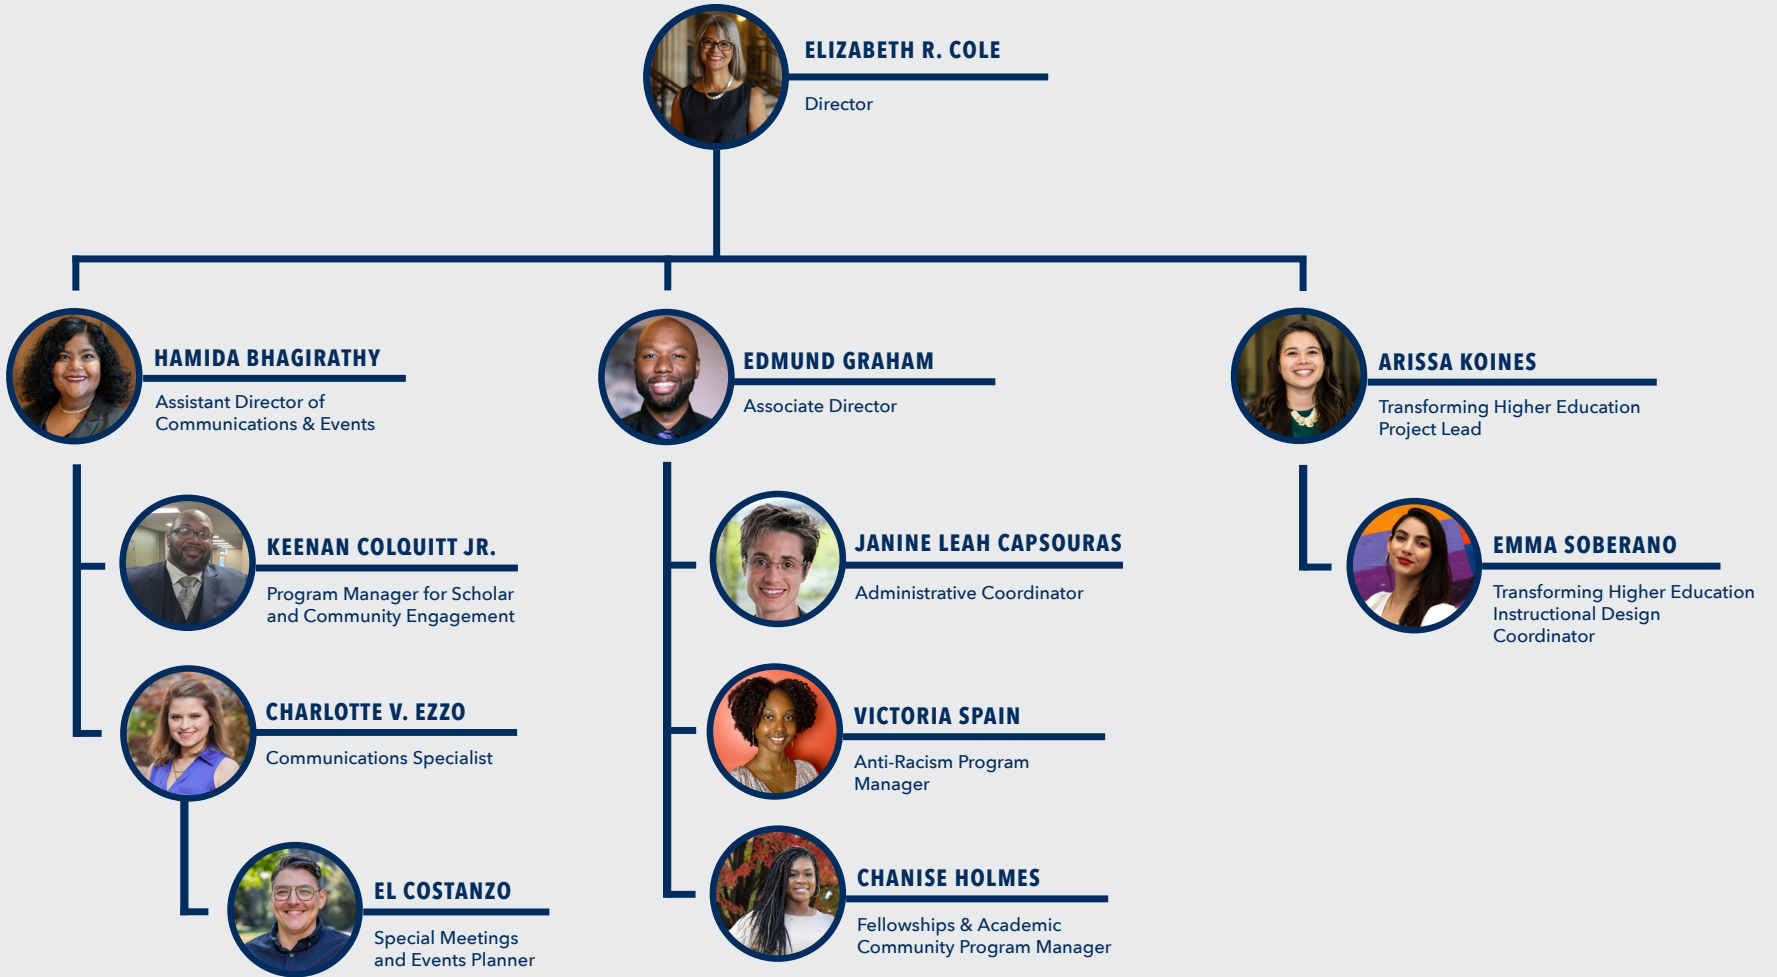 ELIZABETH R. COLE
Director
HAMIDA BHAGIRATHY
Assistant Director of
Communications & Events
KEENAN COLQUITT JR.
Program Manager for Scholar
and Community Engagement
CHARLOTTE V. EZZO
Communications Specialist
EL COSTANZO
Special Meetings
and Events Planner
EDMUND GRAHAM
Associate Director
JANINE LEAH CAPSOURAS
Administrative Coordinator
VICTORIA SPAIN
Anti-Racism Program
Manager
CHANISE HOLMES
Fellowships & Academic
Community Program Manager
ARISSA KOINES
Transforming Higher Education
Project Lead
EMMA SOBERANO
Transforming Higher Education
Instructional Design
Coordinator